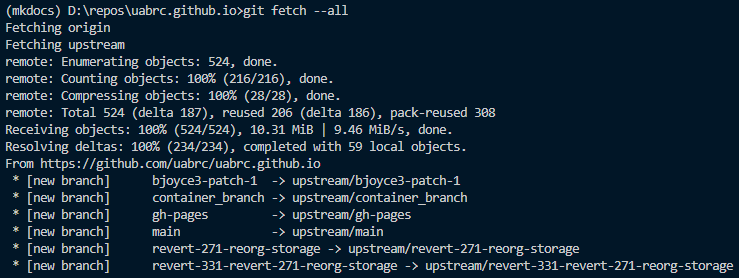 (mkdocs) D:\repos\uabrc.github.io>git fetch --all
Fetching origin
Fetching upstream
remote: Enumerating objects: 524, done.
remote: Counting objects: 100% (216/216), done.
remote: Compressing objects: 100% (28/28), done.
remote: Total 524 (delta 187), reused 206 (delta 186), pack-reused 308
Receiving objects: 100% (524/524), 10.31 MiB | 9.46 MiB/s, done.
Resolving deltas: 100% (234/234), completed with 59 local objects.
From https://github.com/uabrc/uabrc.github.io
 * [new branch]      bjoyce3-patch-1  -> upstream/bjoyce3-patch-1
 * [new branch]      container_branch -> upstream/container_branch
 * [new branch]      gh-pages         -> upstream/gh-pages
 * [new branch]      main             -> upstream/main
 * [new branch]      revert-271-reorg-storage -> upstream/revert-271-reorg-storage
 * [new branch]      revert-331-revert-271-reorg-storage -> upstream/revert-331-revert-271-reorg-storage